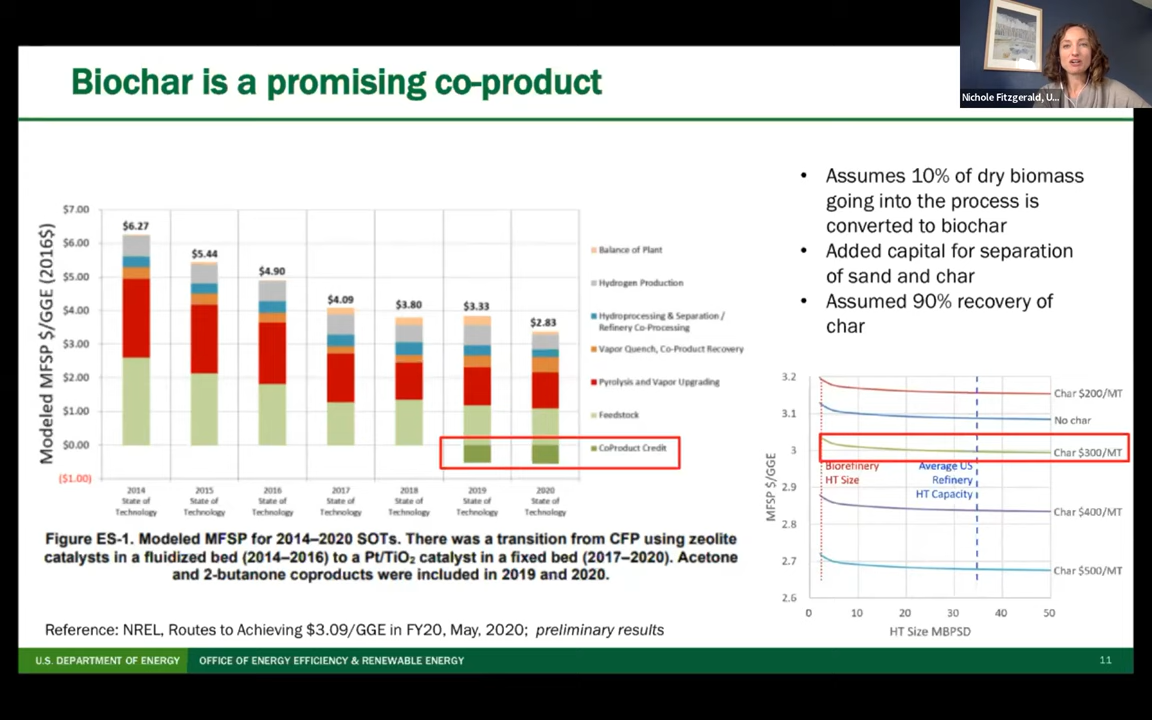 Biochar is a promising co-product
Nichole Fitzgerald, U...
Modeled MFSP $/GGE (2016$)
$7.00
$6.00
$5.00
$4.00
$3.00
$2.00
$1.00
$0.00
($1.00)
$6.27
$5.44
$4.90
$4.09
$3.80
$3.33
$2.83
2014 State of Technology
2015 State of Technology
2016 State of Technology
2017 State of Technology
2018 State of Technology
2019 State of Technology
2020 State of Technology
Balance of Plant
Hydrogen Production
Hydroprocessing & Separation /
Refinery Co-Processing
Vapor Quench, Co-Product Recovery
Pyrolysis and Vapor Upgrading
Feedstock
CoProduct Credit
Figure ES-1. Modeled MFSP for 2014–2020 SOTs. There was a transition from CFP using zeolite
catalysts in a fluidized bed (2014–2016) to a Pt/TiO₂ catalyst in a fixed bed (2017–2020). Acetone
and 2-butanone coproducts were included in 2019 and 2020.
Reference: NREL, Routes to Achieving $3.09/GGE in FY20, May, 2020; preliminary results
• Assumes 10% of dry biomass
going into the process is
converted to biochar
• Added capital for separation
of sand and char
• Assumed 90% recovery of
char
MFSP $/GGE
3.2
3.1
3
2.9
2.8
2.7
2.6
Char $200/MT
No char
Char $300/MT
Char $400/MT
Char $500/MT
Biorefinery
HT Size
Average US
Refinery
HT Capacity
0 10 20 30 40 50
HT Size MBPSD
U.S. DEPARTMENT OF ENERGY OFFICE OF ENERGY EFFICIENCY & RENEWABLE ENERGY 11